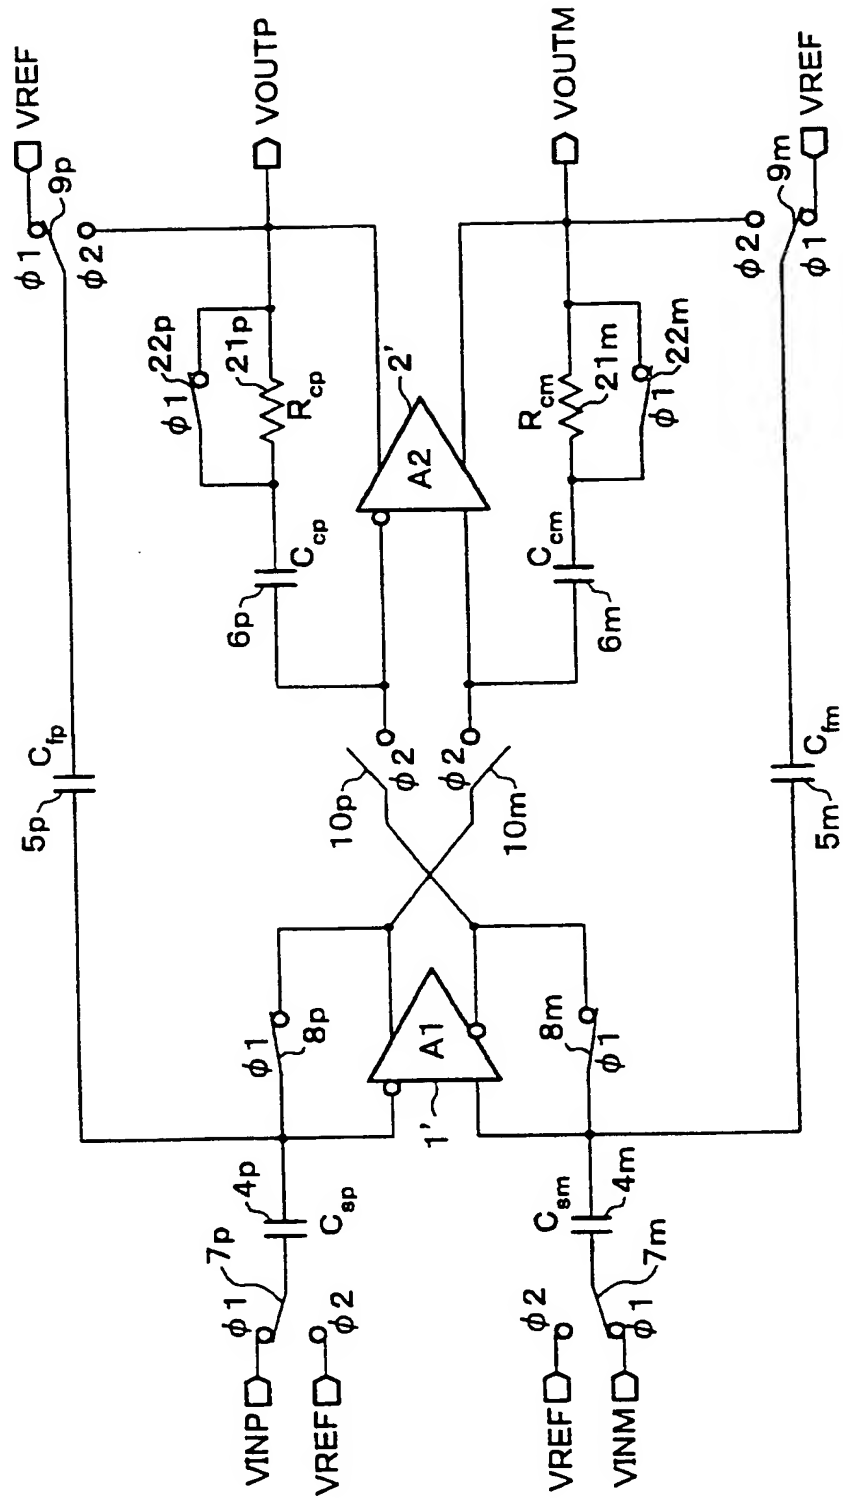 VREF
9p
φ1
φ2
VOUTP
22p
φ1
21p
Rcp
Ccp
6p
5p
Cfp
2'
A2
VOUTM
Rcm
21m
φ1
22m
Ccm
6m
VREF
9m
φ2
φ1
10p
φ2
φ2
10m
Cfm
5m
φ1
8p
A1
1'
8m
φ1
4p
Csp
7p
φ1
φ2
VINP
VREF
Csm
4m
7m
φ2
φ1
VREF
VINM